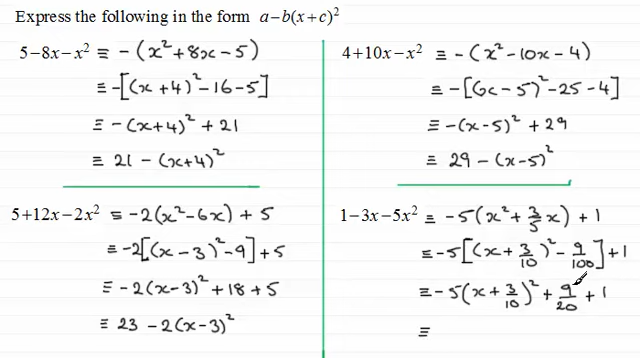 Express the following in the form a−b(x+c)²
5−8x−x² ≡ −(x²+8x−5)
≡ −[(x+4)²−16−5]
≡ −(x+4)² + 21
≡ 21 − (x+4)²
4+10x−x² ≡ −(x²−10x−4)
≡ −[(x−5)²−25−4]
≡ −(x−5)² + 29
≡ 29 − (x−5)²
5+12x−2x² ≡ −2(x²−6x) + 5
≡ −2[(x−3)²−9] + 5
≡ −2(x−3)² + 18 + 5
≡ 23 − 2(x−3)²
1−3x−5x² ≡ −5(x² + 3/5 x) + 1
≡ −5[(x + 3/10)² − 9/100] + 1
≡ −5(x + 3/10)² + 9/20 + 1
≡